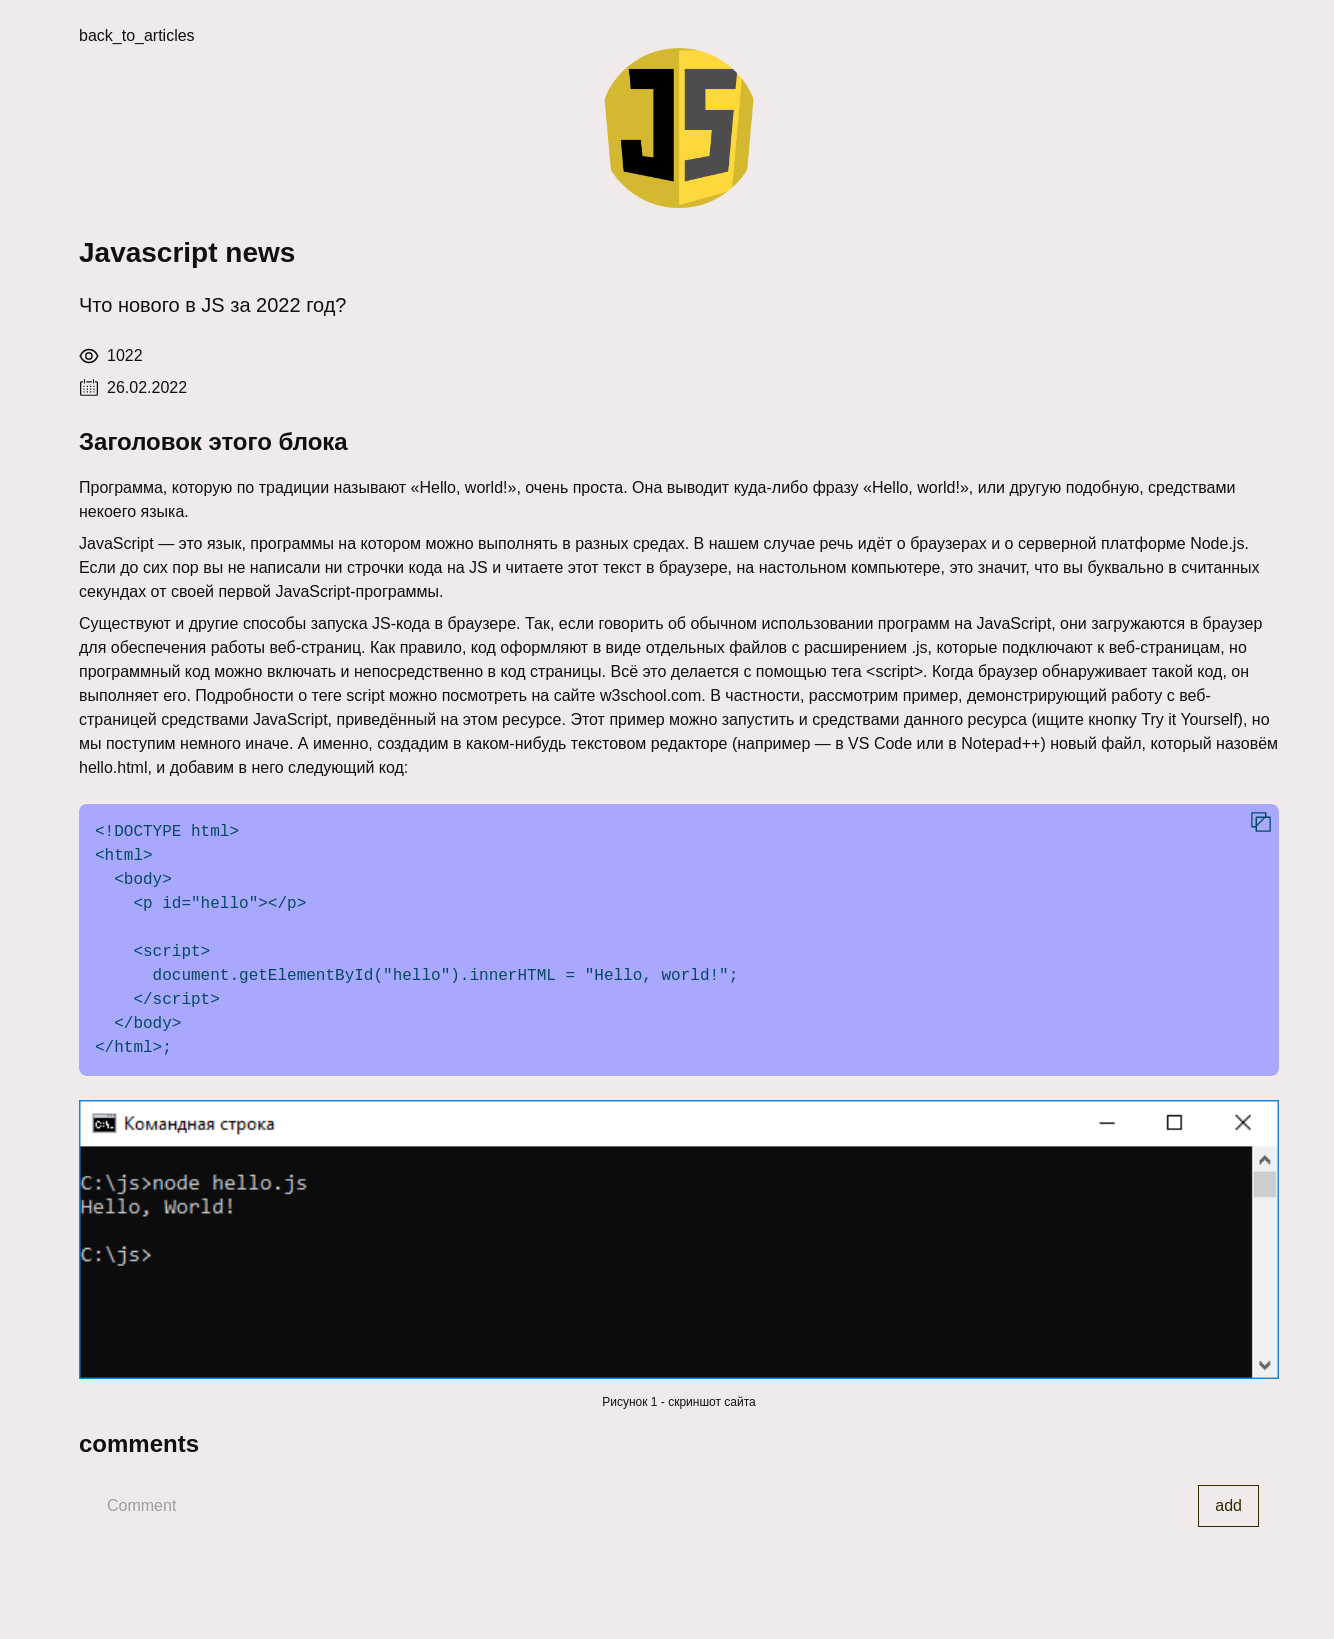 back_to_articles
JS
Javascript news
Что нового в JS за 2022 год?
1022
26.02.2022
Заголовок этого блока
Программа, которую по традиции называют «Hello, world!», очень проста. Она выводит куда-либо фразу «Hello, world!», или другую подобную, средствами
некоего языка.
JavaScript — это язык, программы на котором можно выполнять в разных средах. В нашем случае речь идёт о браузерах и о серверной платформе Node.js.
Если до сих пор вы не написали ни строчки кода на JS и читаете этот текст в браузере, на настольном компьютере, это значит, что вы буквально в считанных
секундах от своей первой JavaScript-программы.
Существуют и другие способы запуска JS-кода в браузере. Так, если говорить об обычном использовании программ на JavaScript, они загружаются в браузер
для обеспечения работы веб-страниц. Как правило, код оформляют в виде отдельных файлов с расширением .js, которые подключают к веб-страницам, но
программный код можно включать и непосредственно в код страницы. Всё это делается с помощью тега <script>. Когда браузер обнаруживает такой код, он
выполняет его. Подробности о теге script можно посмотреть на сайте w3school.com. В частности, рассмотрим пример, демонстрирующий работу с веб-
страницей средствами JavaScript, приведённый на этом ресурсе. Этот пример можно запустить и средствами данного ресурса (ищите кнопку Try it Yourself), но
мы поступим немного иначе. А именно, создадим в каком-нибудь текстовом редакторе (например — в VS Code или в Notepad++) новый файл, который назовём
hello.html, и добавим в него следующий код:
<!DOCTYPE html>
<html>
  <body>
    <p id="hello"></p>
    <script>
      document.getElementById("hello").innerHTML = "Hello, world!";
    </script>
  </body>
</html>;
C:\. Командная строка
C:\js>node hello.js
Hello, World!
C:\js>
Рисунок 1 - скриншот сайта
comments
Comment
add